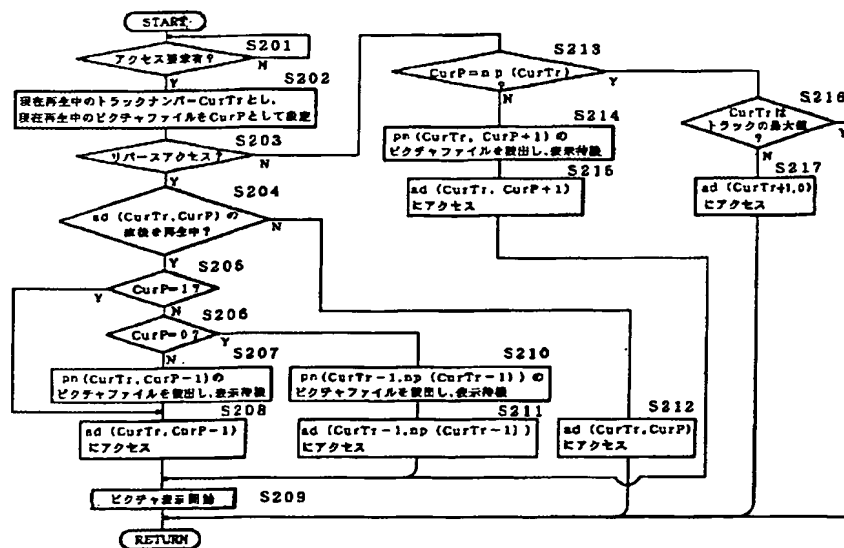 START
S201
アクセス要求有?
N
Y
S202
現在再生中のトラックナンバーCurTrとし、
現在再生中のピクチャファイルをCurPとして設定
S203
リバースアクセス?
N
Y
S204
ad (CurTr,CurP) の
直後を再生中?
N
Y
S205
CurP=1?
Y
N
S206
CurP=0?
Y
N
S207
pn(CurTr,CurP-1)の
ピクチャファイルを読出し、表示待機
S208
ad (CurTr,CurP-1)
にアクセス
S209
ピクチャ表示開始
RETURN
S210
pn(CurTr-1,np (CurTr-1)) の
ピクチャファイルを読出し、表示待機
S211
ad (CurTr-1,np (CurTr-1))
にアクセス
S212
ad (CurTr,CurP)
にアクセス
S213
CurP=np (CurTr)
?
Y
N
S214
pn (CurTr, CurP+1) の
ピクチャファイルを読出し、表示待機
S215
ad (CurTr, CurP+1)
にアクセス
S216
CurTrは
トラックの最大値
?
Y
N
S217
ad (CurTr+1,0)
にアクセス